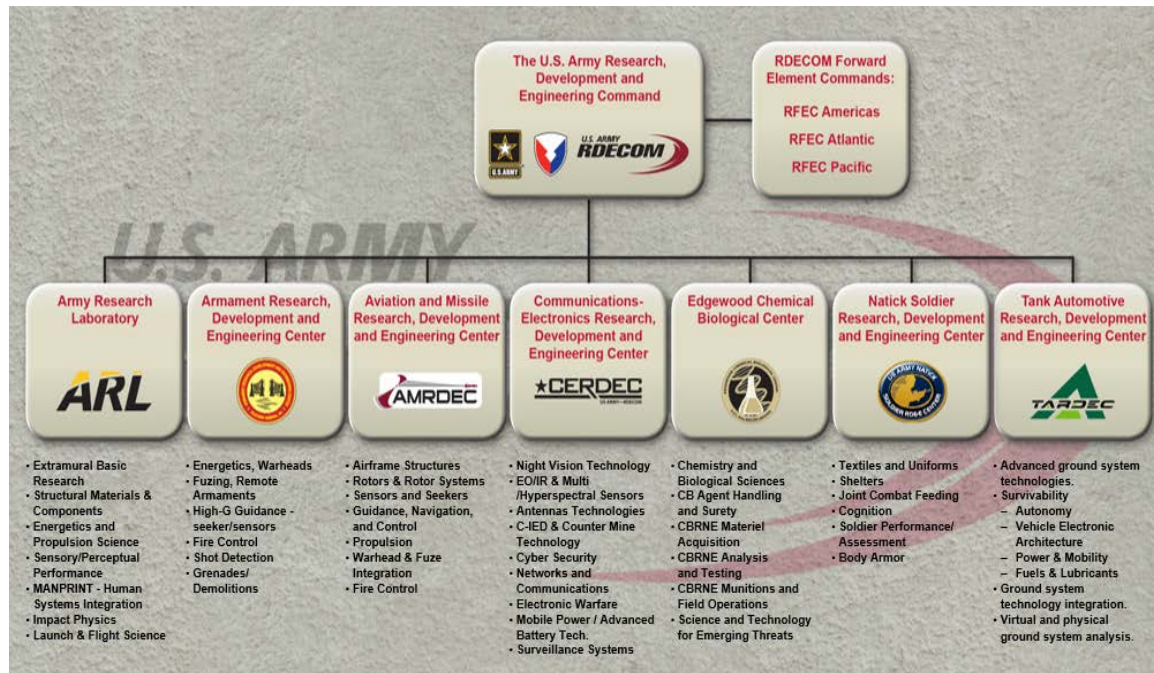 The U.S. Army Research,
Development and
Engineering Command
U.S. ARMY
U.S. ARMY
RDECOM
RDECOM Forward
Element Commands:
RFEC Americas
RFEC Atlantic
RFEC Pacific
U.S. ARMY
Army Research
Laboratory
ARL
• Extramural Basic
Research
• Structural Materials &
Components
• Energetics and
Propulsion Science
• Sensory/Perceptual
Performance
• MANPRINT - Human
Systems Integration
• Impact Physics
• Launch & Flight Science
Armament Research,
Development and
Engineering Center
• Energetics, Warheads
• Fuzing, Remote
Armaments
• High-G Guidance -
seeker/sensors
• Fire Control
• Shot Detection
• Grenades/
Demolitions
Aviation and Missile
Research, Development
and Engineering Center
AMRDEC
• Airframe Structures
• Rotors & Rotor Systems
• Sensors and Seekers
• Guidance, Navigation,
and Control
• Propulsion
• Warhead & Fuze
Integration
• Fire Control
Communications-
Electronics Research,
Development and
Engineering Center
CERDEC
US ARMY-RDECOM
• Night Vision Technology
• EO/IR & Multi
/Hyperspectral Sensors
• Antennas Technologies
• C-IED & Counter Mine
Technology
• Cyber Security
• Networks and
Communications
• Electronic Warfare
• Mobile Power / Advanced
Battery Tech.
• Surveillance Systems
Edgewood Chemical
Biological Center
• Chemistry and
Biological Sciences
• CB Agent Handling
and Surety
• CBRNE Materiel
Acquisition
• CBRNE Analysis
and Testing
• CBRNE Munitions and
Field Operations
• Science and Technology
for Emerging Threats
Natick Soldier
Research, Development
and Engineering Center
US ARMY NATICK
SOLDIER RD&E CENTER
• Textiles and Uniforms
• Shelters
• Joint Combat Feeding
• Cognition
• Soldier Performance/
Assessment
• Body Armor
Tank Automotive
Research, Development
and Engineering Center
TARDEC
• Advanced ground system
technologies.
• Survivability
– Autonomy
– Vehicle Electronic
Architecture
– Power & Mobility
– Fuels & Lubricants
• Ground system
technology integration.
• Virtual and physical
ground system analysis.